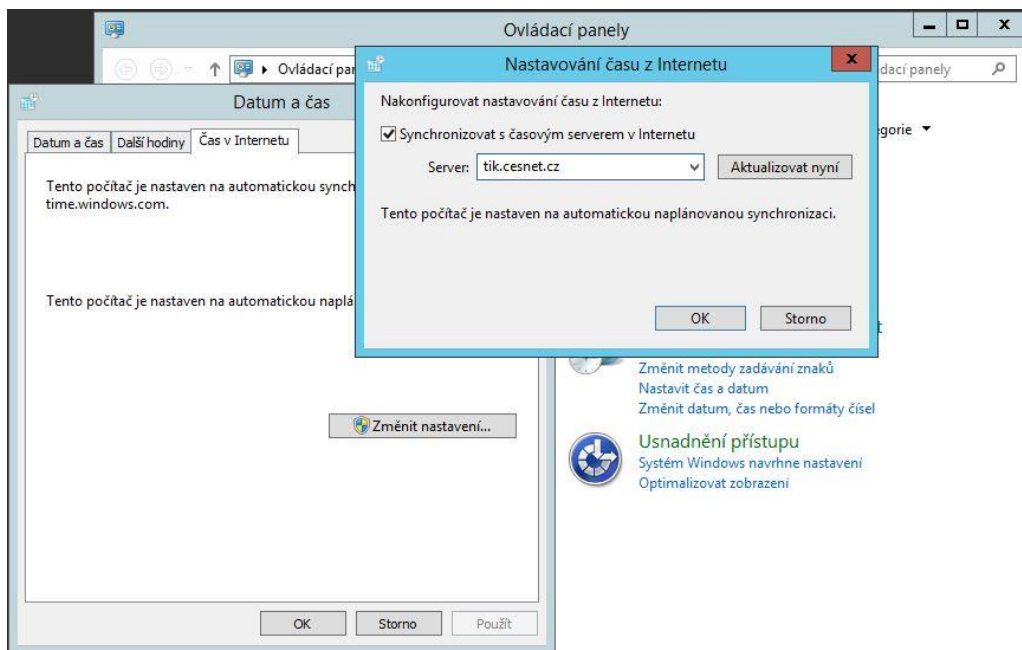 Ovládací panely
Ovládací pan
dací panely
egorie
Datum a čas
Datum a čas
Další hodiny
Čas v Internetu
Tento počítač je nastaven na automatickou synch
time.windows.com.
Tento počítač je nastaven na automatickou naplá
Změnit nastavení...
OK
Storno
Použít
Nastavování času z Internetu
Nakonfigurovat nastavování času z Internetu:
Synchronizovat s časovým serverem v Internetu
Server:
tik.cesnet.cz
Aktualizovat nyní
Tento počítač je nastaven na automatickou naplánovanou synchronizaci.
OK
Storno
Změnit metody zadávání znaků
Nastavit čas a datum
Změnit datum, čas nebo formáty čísel
Usnadnění přístupu
Systém Windows navrhne nastavení
Optimalizovat zobrazení